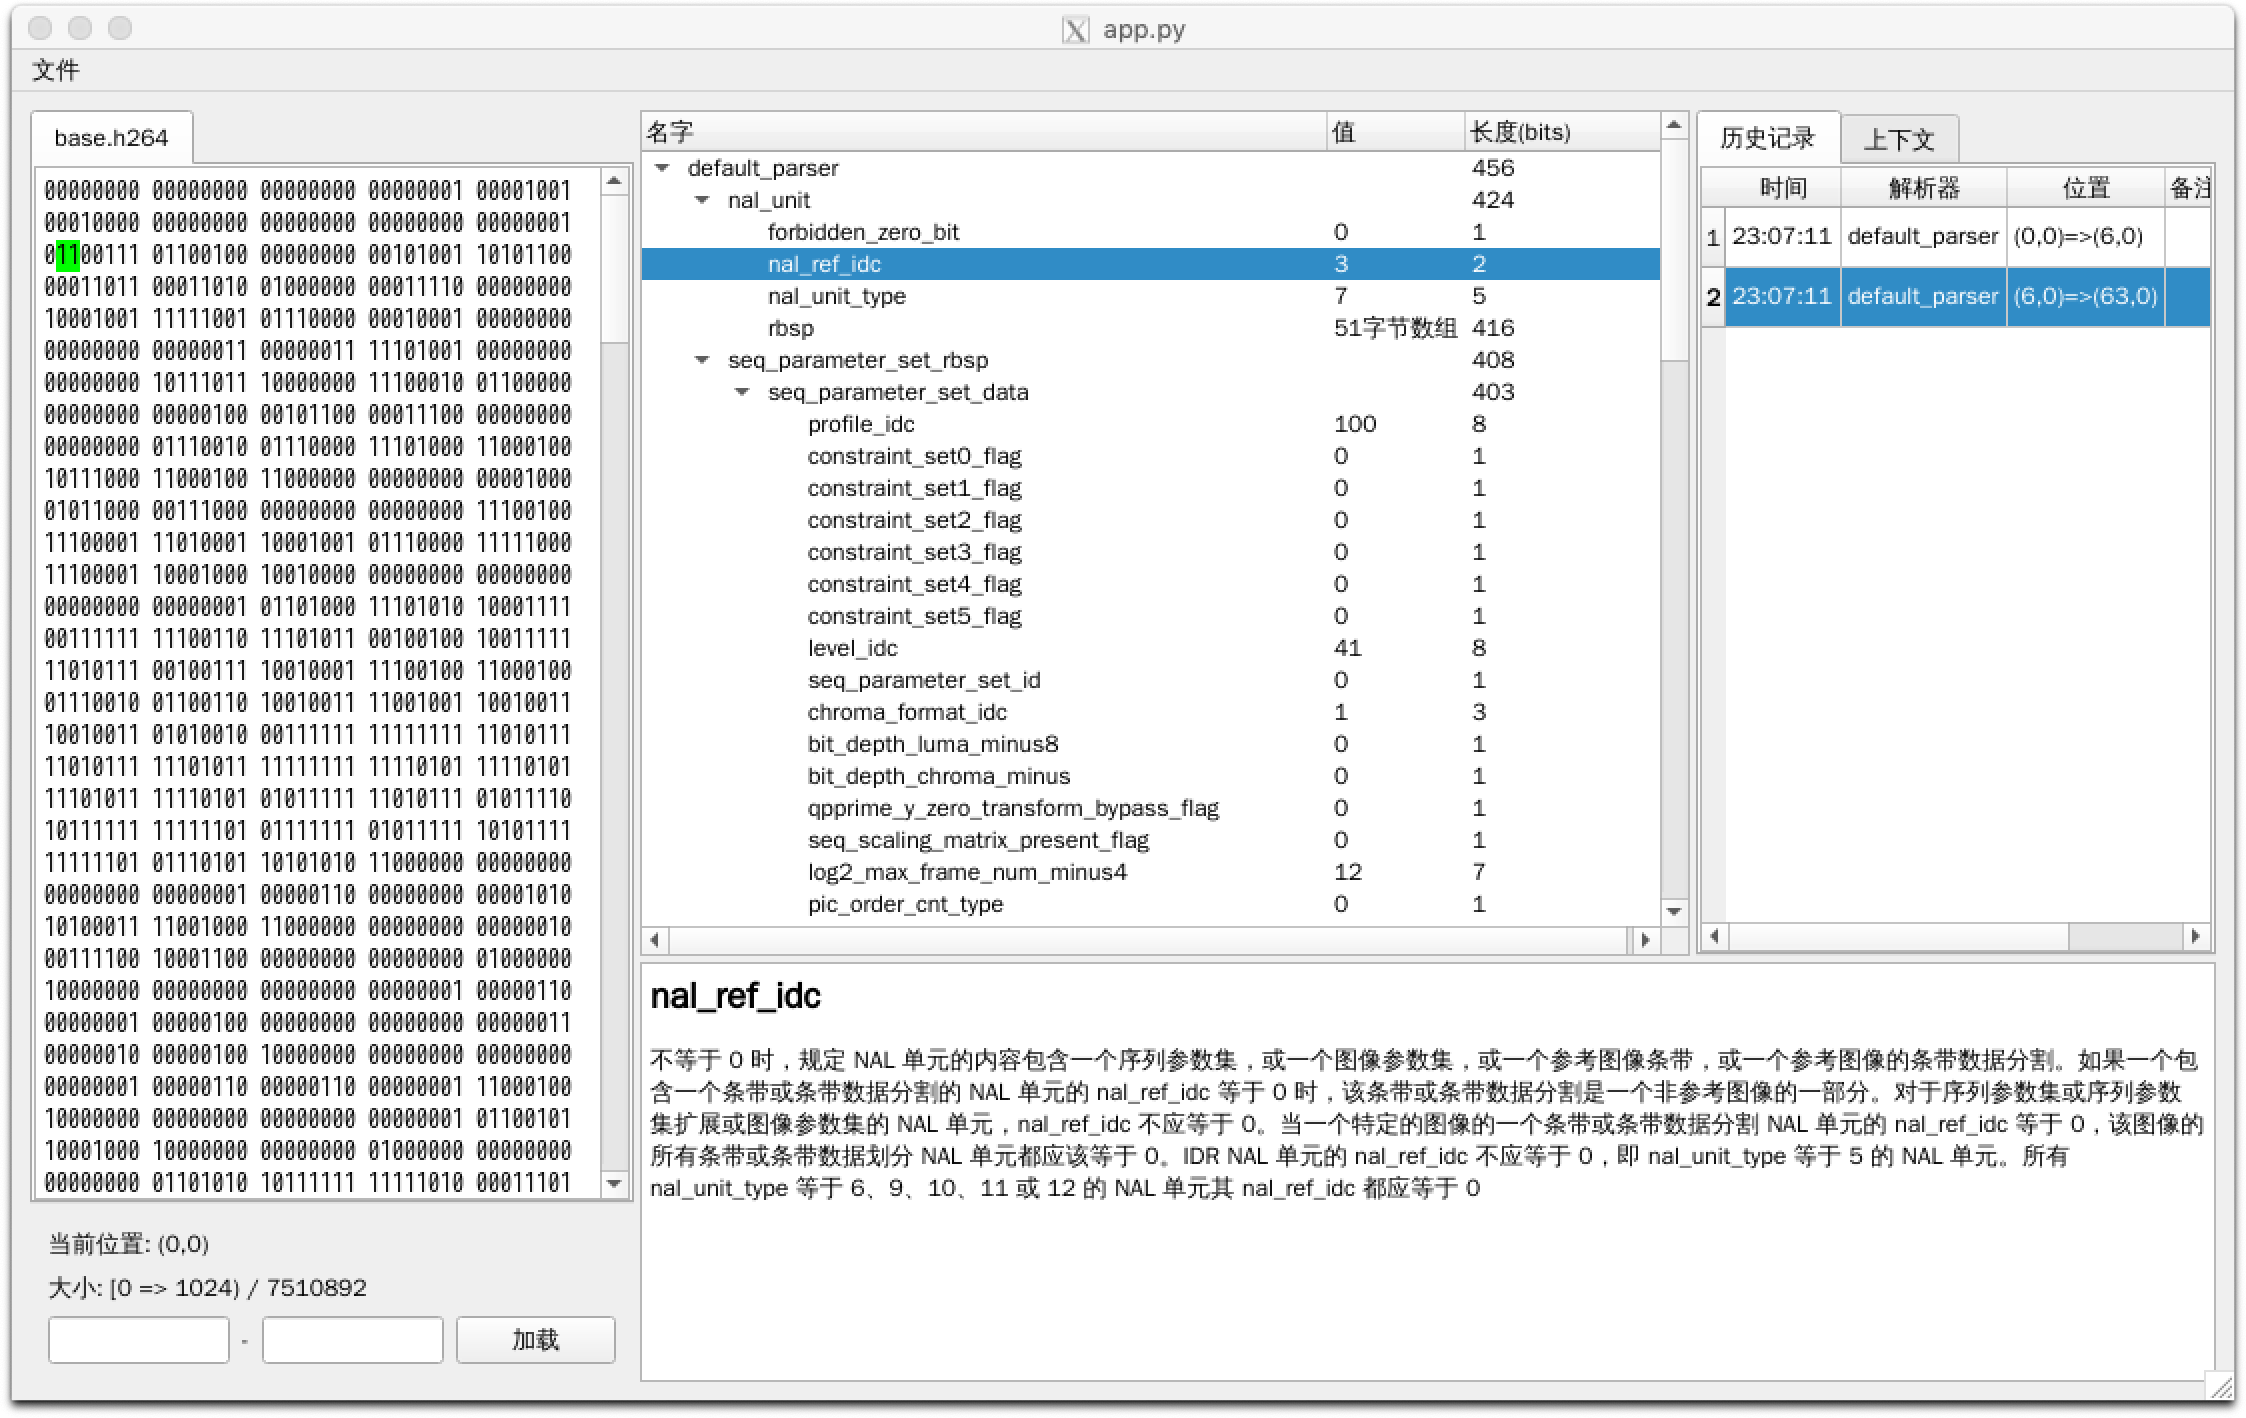 app.py
文件
base.h264
00000000 00000000 00000000 00000001 00001001
00010000 00000000 00000000 00000000 00000001
01100111 01100100 00000000 00101001 10101100
00011011 00011010 01000000 00011110 00000000
10001001 11111001 01110000 00010001 00000000
00000000 00000011 00000011 11101001 00000000
00000000 10111011 10000000 11100010 01100000
00000000 00000100 00101100 00011100 00000000
00000000 01110010 01110000 11101000 11000100
10111000 11000100 11000000 00000000 00001000
01011000 00111000 00000000 00000000 11100100
11100001 11010001 10001001 01110000 11111000
11100001 10001000 10010000 00000000 00000000
00000000 00000001 01101000 11101010 10001111
00111111 11100110 11101011 00100100 10011111
11010111 00100111 10010001 11100100 11000100
01110010 01100110 10010011 11001001 10010011
10010011 01010010 00111111 11111111 11010111
11010111 11101011 11111111 11110101 11110101
11101011 11110101 01011111 11010111 01011110
10111111 11111101 01111111 01011111 10101111
11111101 01110101 10101010 11000000 00000000
00000000 00000001 00000110 00000000 00001010
10100011 11001000 11000000 00000000 00000010
00111100 10001100 00000000 00000000 01000000
10000000 00000000 00000000 00000001 00000110
00000001 00000100 00000000 00000000 00000011
00000010 00000100 10000000 00000000 00000000
00000001 00000110 00000110 00000001 11000100
10000000 00000000 00000000 00000001 01100101
10001000 10000000 00000000 01000000 00000000
00000000 01101010 10111111 11111010 00011101
当前位置: (0,0)
大小: [0 => 1024) / 7510892
-
加载
名字 值 长度(bits)
default_parser 456
nal_unit 424
forbidden_zero_bit 0 1
nal_ref_idc 3 2
nal_unit_type 7 5
rbsp 51字节数组 416
seq_parameter_set_rbsp 408
seq_parameter_set_data 403
profile_idc 100 8
constraint_set0_flag 0 1
constraint_set1_flag 0 1
constraint_set2_flag 0 1
constraint_set3_flag 0 1
constraint_set4_flag 0 1
constraint_set5_flag 0 1
level_idc 41 8
seq_parameter_set_id 0 1
chroma_format_idc 1 3
bit_depth_luma_minus8 0 1
bit_depth_chroma_minus 0 1
qpprime_y_zero_transform_bypass_flag 0 1
seq_scaling_matrix_present_flag 0 1
log2_max_frame_num_minus4 12 7
pic_order_cnt_type 0 1
历史记录 上下文
时间 解析器 位置 备注
1 23:07:11 default_parser (0,0)=>(6,0)
2 23:07:11 default_parser (6,0)=>(63,0)
nal_ref_idc
不等于 0 时，规定 NAL 单元的内容包含一个序列参数集，或一个图像参数集，或一个参考图像条带，或一个参考图像的条带数据分割。如果一个包
含一个条带或条带数据分割的 NAL 单元的 nal_ref_idc 等于 0 时，该条带或条带数据分割是一个非参考图像的一部分。对于序列参数集或序列参数
集扩展或图像参数集的 NAL 单元，nal_ref_idc 不应等于 0。当一个特定的图像的一个条带或条带数据分割 NAL 单元的 nal_ref_idc 等于 0，该图像的
所有条带或条带数据划分 NAL 单元都应该等于 0。IDR NAL 单元的 nal_ref_idc 不应等于 0，即 nal_unit_type 等于 5 的 NAL 单元。所有
nal_unit_type 等于 6、9、10、11 或 12 的 NAL 单元其 nal_ref_idc 都应等于 0